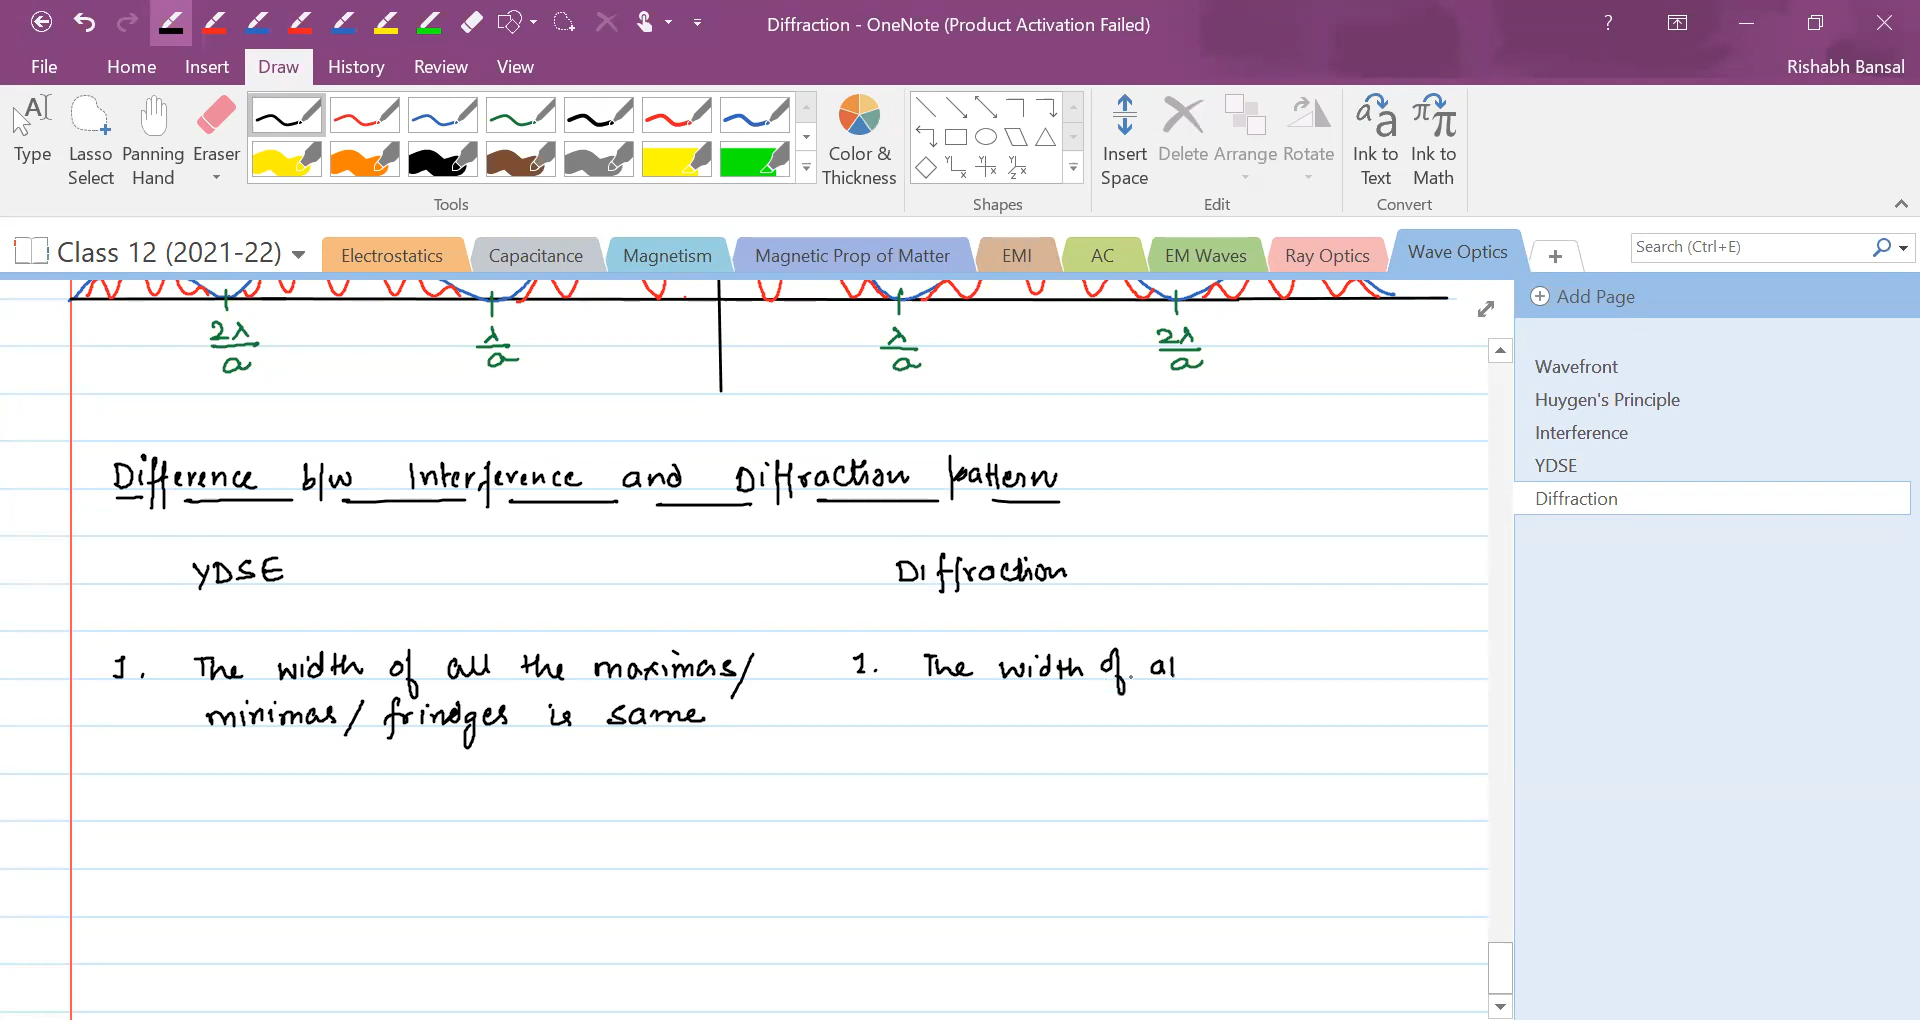 Diffraction - OneNote (Product Activation Failed)
?
File Home Insert Draw History Review View
Rishabh Bansal
Type
Lasso Select
Panning Hand
Eraser
Color & Thickness
Insert Space
Delete
Arrange
Rotate
Ink to Text
Ink to Math
Tools
Shapes
Edit
Convert
Class 12 (2021-22)
Electrostatics
Capacitance
Magnetism
Magnetic Prop of Matter
EMI
AC
EM Waves
Ray Optics
Wave Optics
Search (Ctrl+E)
Add Page
Wavefront
Huygen's Principle
Interference
YDSE
Diffraction
2λ/a λ/a λ/a 2λ/a
Difference b/w Interference and Diffraction pattern
YDSE Diffraction
1. The width of all the maximas/
minimas/ frindges is same
1. The width of al